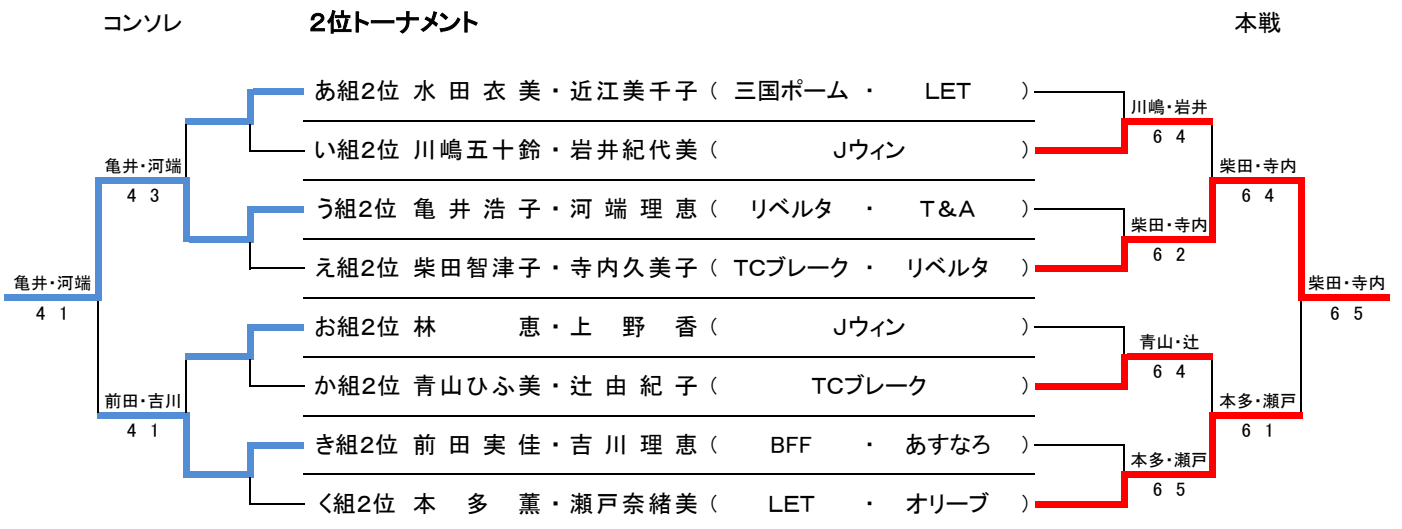 コンソレ　2位トーナメント　本戦
あ組2位 水田衣美・近江美千子（ 三国ポーム ・ LET ）
川嶋・岩井
6 4
い組2位 川嶋五十鈴・岩井紀代美（ Jウィン ）
亀井・河端
4 3
柴田・寺内
6 4
う組2位 亀井浩子・河端理恵（ リベルタ ・ T&A ）
柴田・寺内
6 2
え組2位 柴田智津子・寺内久美子（ TCブレーク ・ リベルタ ）
亀井・河端
4 1
柴田・寺内
6 5
お組2位 林恵・上野香（ Jウィン ）
青山・辻
6 4
か組2位 青山ひふ美・辻由紀子（ TCブレーク ）
前田・吉川
4 1
本多・瀬戸
6 1
き組2位 前田実佳・吉川理恵（ BFF ・ あすなろ ）
本多・瀬戸
6 5
く組2位 本多薫・瀬戸奈緒美（ LET ・ オリーブ ）